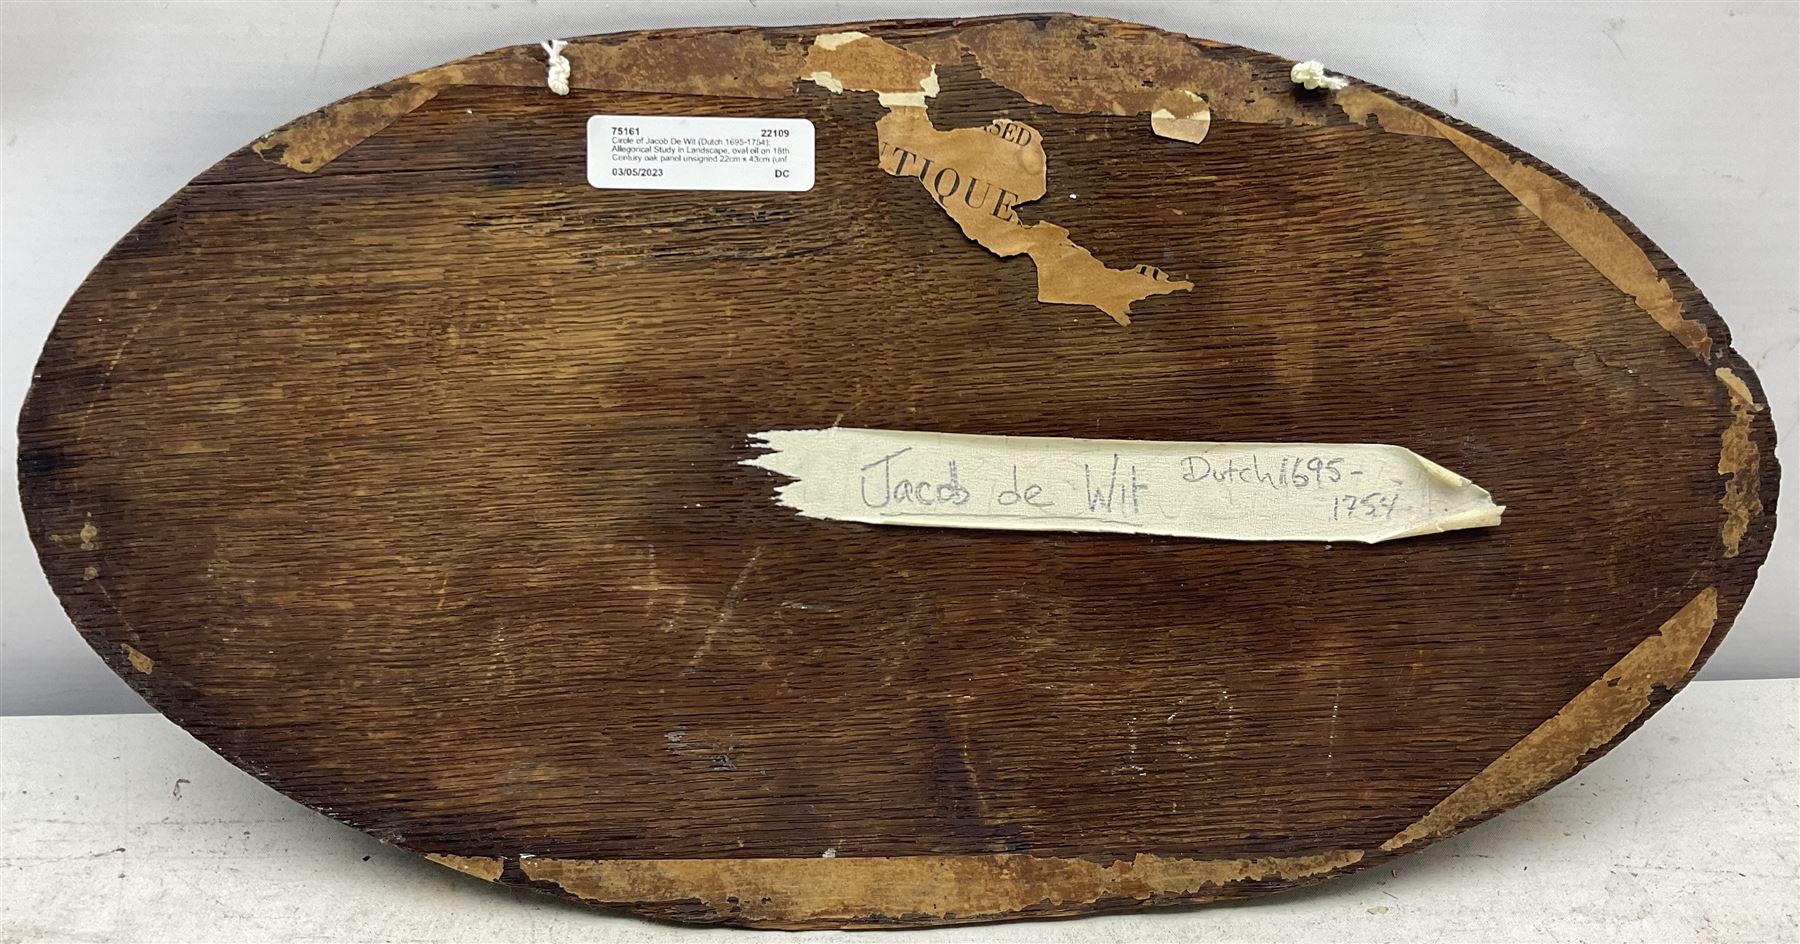 75161 22109
Circle of Jacob De Wit (Dutch 1695-1754):
Allegorical Study in Landscape, oval oil on 18th
Century oak panel unsigned 22cm x 43cm (unf
03/05/2023 DC
SED
TIQUE
Jacob de Wit Dutch 1695-
1754